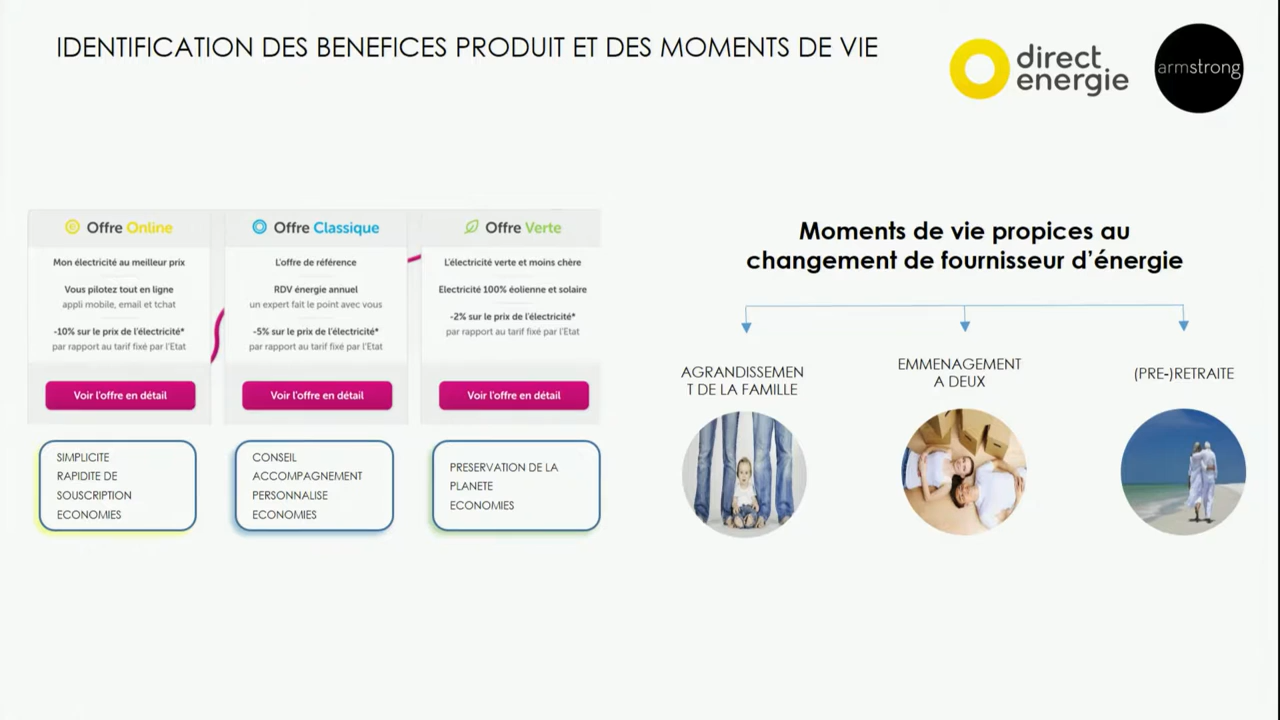 IDENTIFICATION DES BENEFICES PRODUIT ET DES MOMENTS DE VIE
direct
energie
armstrong
Offre Online
Mon électricité au meilleur prix
Vous pilotez tout en ligne
appli mobile, email et tchat
-10% sur le prix de l'électricité*
par rapport au tarif fixé par l'Etat
Voir l'offre en détail
SIMPLICITE
RAPIDITE DE
SOUSCRIPTION
ECONOMIES
Offre Classique
L'offre de référence
RDV énergie annuel
un expert fait le point avec vous
-5% sur le prix de l'électricité*
par rapport au tarif fixé par l'Etat
Voir l'offre en détail
CONSEIL
ACCOMPAGNEMENT
PERSONNALISE
ECONOMIES
Offre Verte
L'électricité verte et moins chère
Electricité 100% éolienne et solaire
-2% sur le prix de l'électricité*
par rapport au tarif fixé par l'Etat
Voir l'offre en détail
PRESERVATION DE LA
PLANETE
ECONOMIES
Moments de vie propices au
changement de fournisseur d'énergie
AGRANDISSEMEN
T DE LA FAMILLE
EMMENAGEMENT
A DEUX
(PRE-)RETRAITE